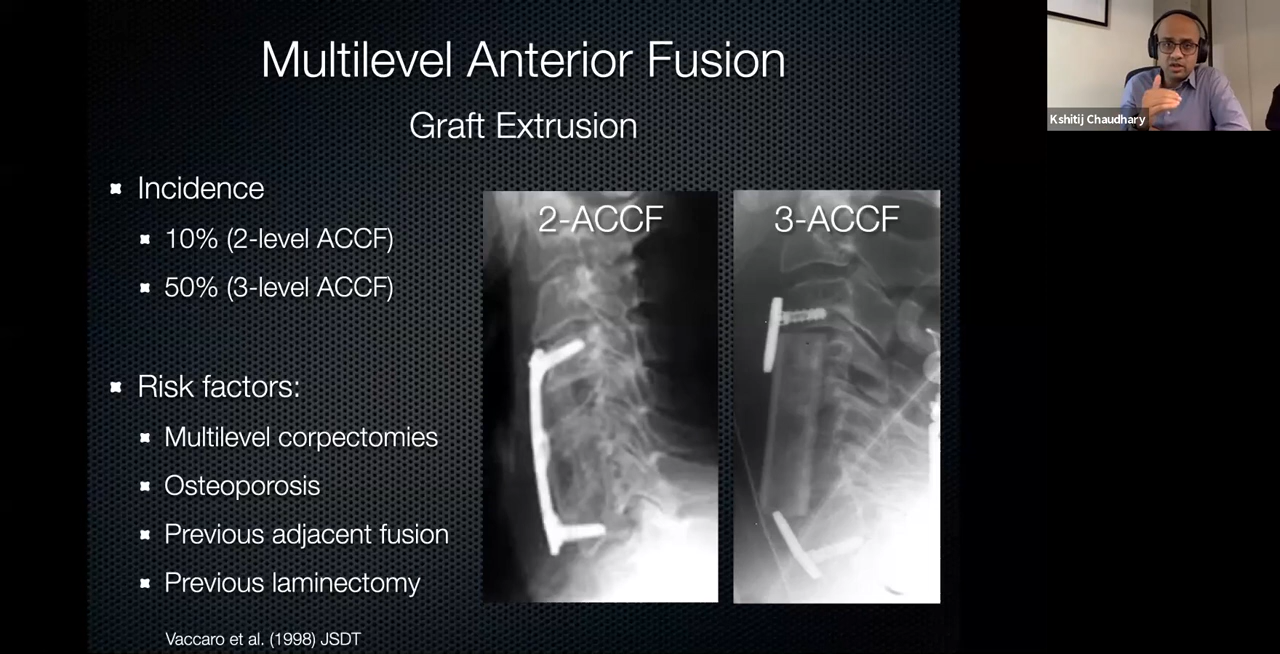 Multilevel Anterior Fusion
Graft Extrusion
Incidence
10% (2-level ACCF)
50% (3-level ACCF)
Risk factors:
Multilevel corpectomies
Osteoporosis
Previous adjacent fusion
Previous laminectomy
Vaccaro et al. (1998) JSDT
2-ACCF
3-ACCF
Kshitij Chaudhary